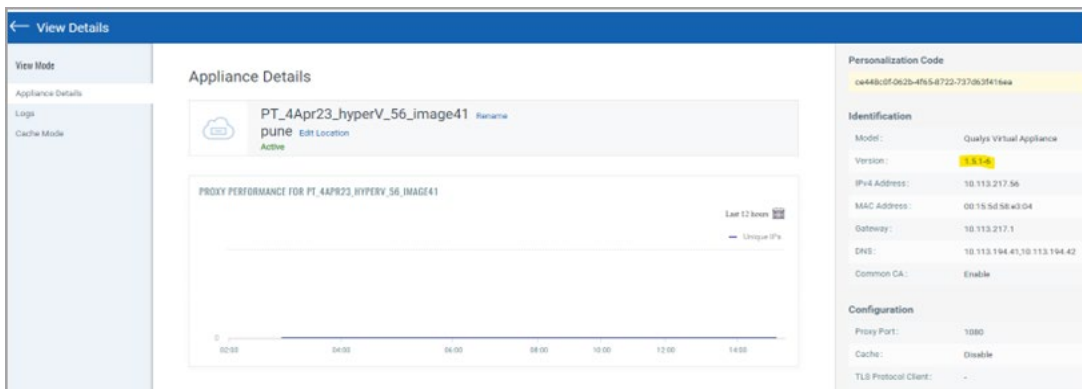 ← View Details
View Mode
Appliance Details
Logs
Cache Mode
Appliance Details
PT_4Apr23_hyperV_56_image41 Rename
pune Edit Location
Active
PROXY PERFORMANCE FOR PT_4APR23_HYPERV_56_IMAGE41
Last 12 hours
Unique IPs
0
02:00 04:00 06:00 08:00 10:00 12:00 14:00
Personalization Code
ce448c0f-062b-4f65-8722-737d63f416ea
Identification
Model: Qualys Virtual Appliance
Version: 1.5.1-6
IPv4 Address: 10.113.217.56
MAC Address: 00:15:5d:58:e3:04
Gateway: 10.113.217.1
DNS: 10.113.194.41,10.113.194.42
Common CA: Enable
Configuration
Proxy Port: 1080
Cache: Disable
TLS Protocol Client: -